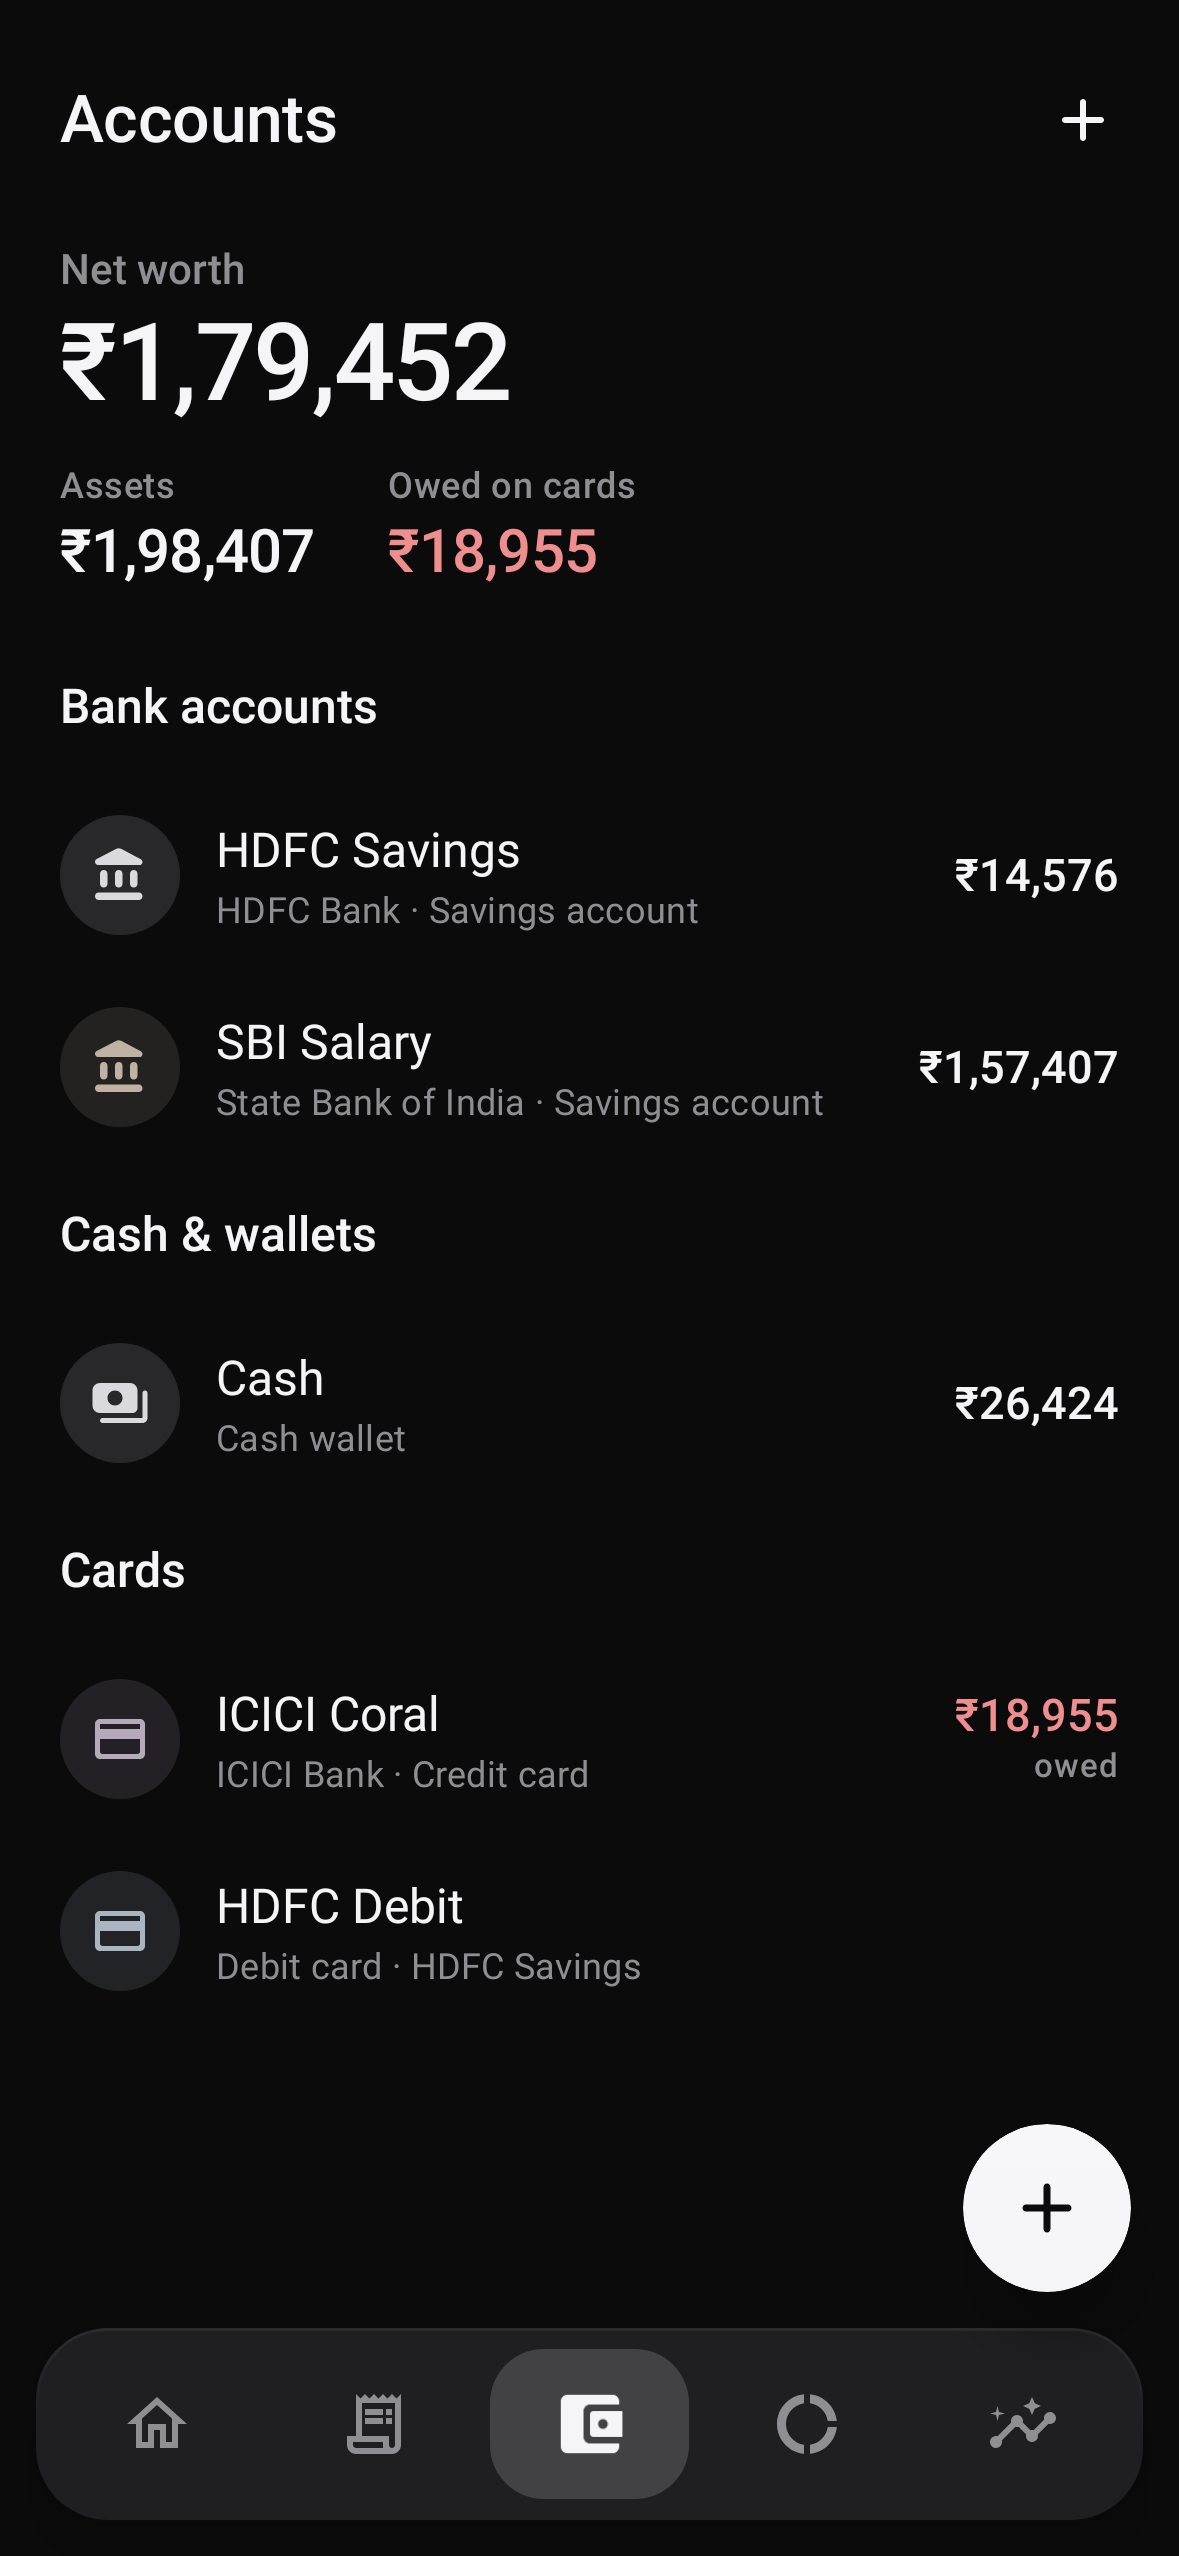 Accounts
Net worth
₹1,79,452
Assets
Owed on cards
₹1,98,407
₹18,955
Bank accounts
HDFC Savings
HDFC Bank · Savings account
₹14,576
SBI Salary
State Bank of India · Savings account
₹1,57,407
Cash & wallets
Cash
Cash wallet
₹26,424
Cards
ICICI Coral
ICICI Bank · Credit card
₹18,955
owed
HDFC Debit
Debit card · HDFC Savings